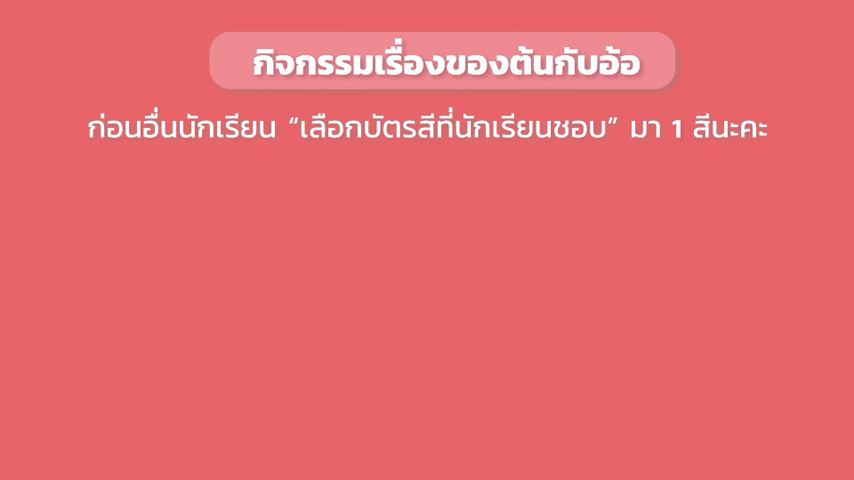 กิจกรรมเรื่องของต้นกับอ้อ
ก่อนอื่นนักเรียน “เลือกบัตรสีที่นักเรียนชอบ” มา 1 สีนะคะ